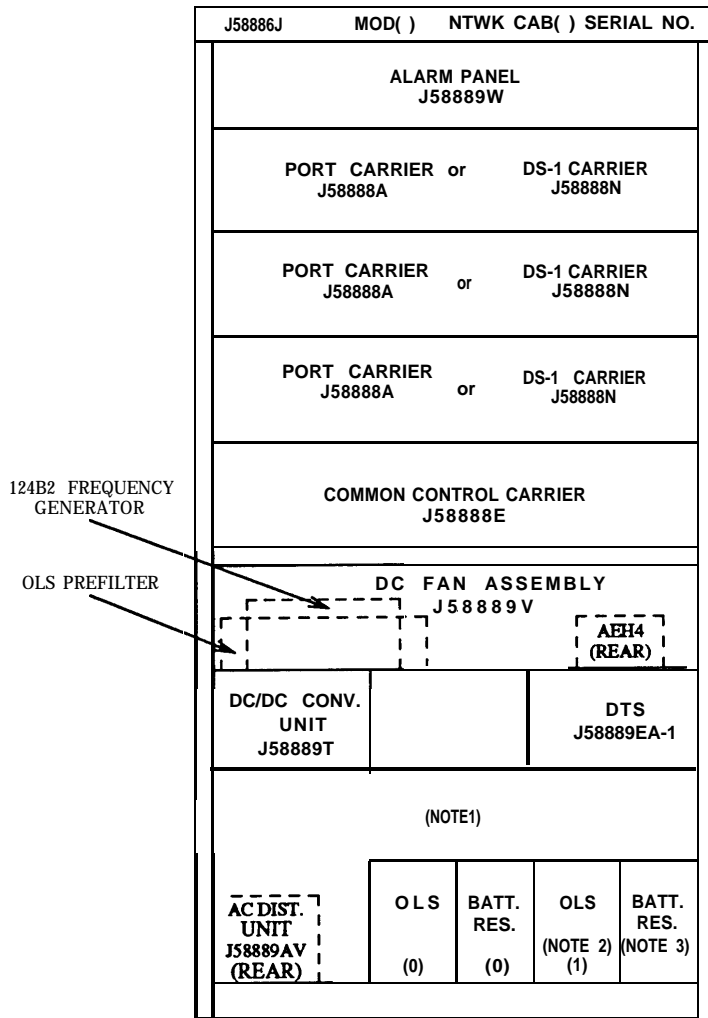 J58886J MOD( ) NTWK CAB( ) SERIAL NO.
ALARM PANEL
J58889W
PORT CARRIER or DS-1 CARRIER
J58888A J58888N
PORT CARRIER or DS-1 CARRIER
J58888A J58888N
PORT CARRIER or DS-1 CARRIER
J58888A J58888N
124B2 FREQUENCY
GENERATOR
COMMON CONTROL CARRIER
J58888E
OLS PREFILTER
DC FAN ASSEMBLY
J58889V
AEH4
(REAR)
DC/DC CONV.
UNIT
J58889T
DTS
J58889EA-1
(NOTE1)
AC DIST.
UNIT
J58889AV
(REAR)
OLS
(0)
BATT.
RES.
(0)
OLS
(NOTE 2)
(1)
BATT.
RES.
(NOTE 3)